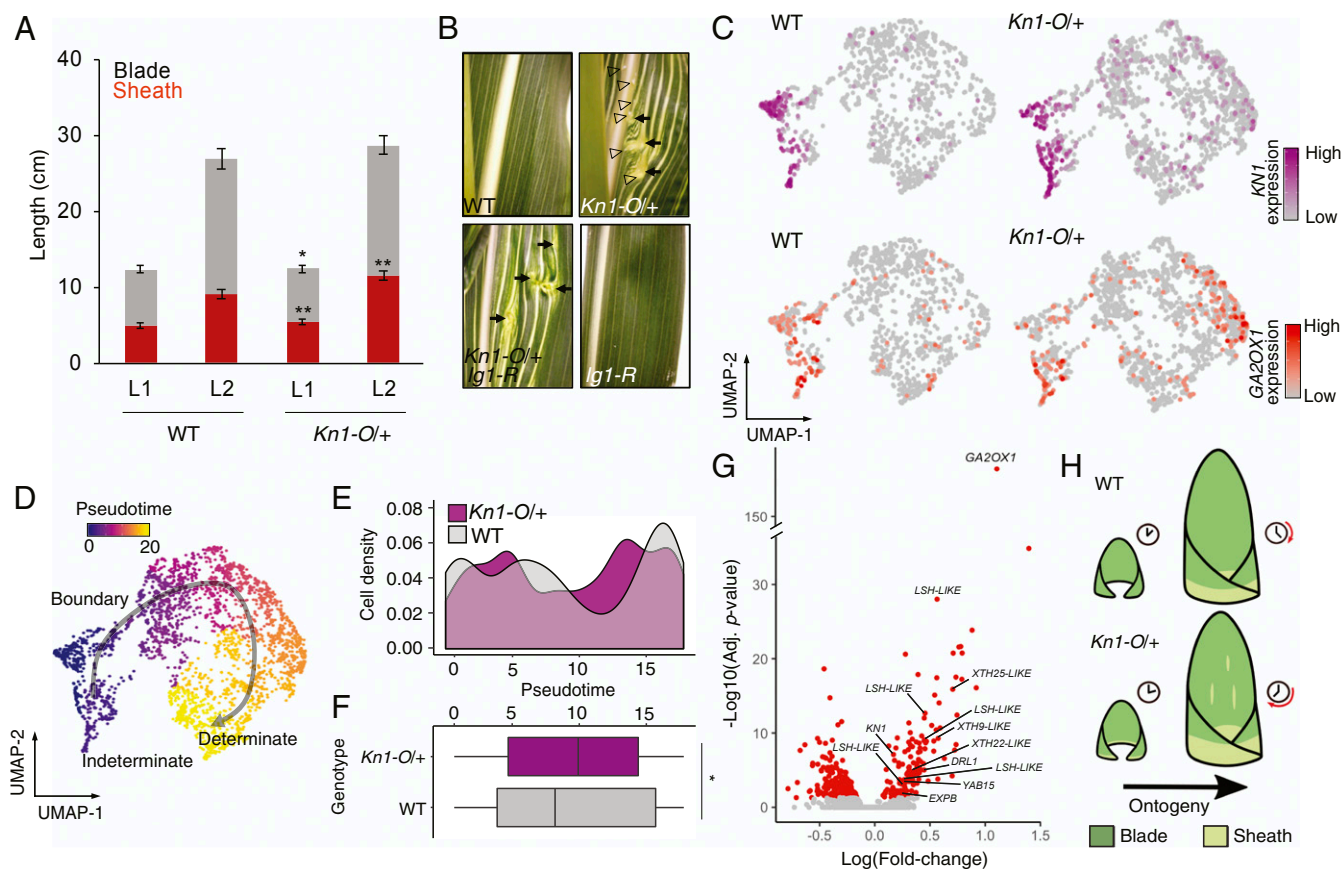 A
Length (cm)
40
30
20
10
0
Blade
Sheath
*
**
**
L1
L2
L1
L2
WT
Kn1-O/+
B
WT
Kn1-O/+
Kn1-O/+
lg1-R
lg1-R
C
WT
Kn1-O/+
KN1
expression
High
Low
WT
Kn1-O/+
GA2OX1
expression
High
Low
UMAP-2
UMAP-1
D
Pseudotime
0
20
Boundary
Indeterminate
Determinate
UMAP-2
UMAP-1
E
Kn1-O/+
WT
Cell density
0.08
0.06
0.04
0.02
0.00
0
5
10
15
Pseudotime
F
0
5
10
15
Genotype
Kn1-O/+
WT
*
G
-Log10(Adj. p-value)
150
30
20
10
0
GA2OX1
LSH-LIKE
XTH25-LIKE
LSH-LIKE
LSH-LIKE
XTH9-LIKE
KN1
XTH22-LIKE
LSH-LIKE
DRL1
LSH-LIKE
YAB15
EXPB
-0.5
0.0
0.5
1.0
1.5
Log(Fold-change)
H
WT
Kn1-O/+
Ontogeny
Blade
Sheath